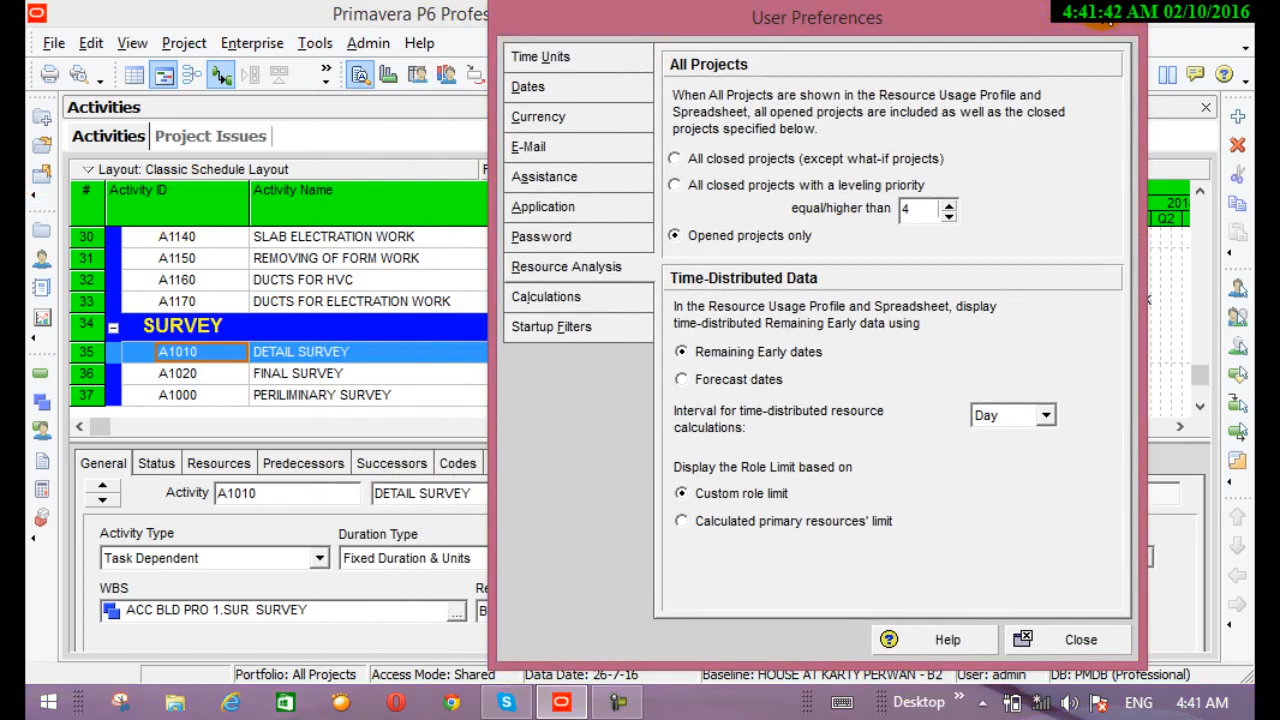 Primavera P6 Profes
User Preferences
4:41:42 AM 02/10/2016
File Edit View Project Enterprise Tools Admin Help
Activities
Activities Project Issues
Layout: Classic Schedule Layout F
# Activity ID Activity Name
201
Q2
30 A1140 SLAB ELECTRATION WORK
31 A1150 REMOVING OF FORM WORK
32 A1160 DUCTS FOR HVC
33 A1170 DUCTS FOR ELECTRATION WORK
34 SURVEY
35 A1010 DETAIL SURVEY
36 A1020 FINAL SURVEY
37 A1000 PERILIMINARY SURVEY
General Status Resources Predecessors Successors Codes
Activity A1010 DETAIL SURVEY
Activity Type Duration Type
Task Dependent Fixed Duration & Units
WBS Re
ACC BLD PRO 1.SUR SURVEY ... B
Time Units
Dates
Currency
E-Mail
Assistance
Application
Password
Resource Analysis
Calculations
Startup Filters
All Projects
When All Projects are shown in the Resource Usage Profile and
Spreadsheet, all opened projects are included as well as the closed
projects specified below.
All closed projects (except what-if projects)
All closed projects with a leveling priority
equal/higher than 4
Opened projects only
Time-Distributed Data
In the Resource Usage Profile and Spreadsheet, display
time-distributed Remaining Early data using
Remaining Early dates
Forecast dates
Interval for time-distributed resource
calculations: Day
Display the Role Limit based on
Custom role limit
Calculated primary resources' limit
Help Close
Portfolio: All Projects Access Mode: Shared Data Date: 26-7-16 Baseline: HOUSE AT KARTY PERWAN - B2 User: admin DB: PMDB (Professional)
Desktop ENG 4:41 AM